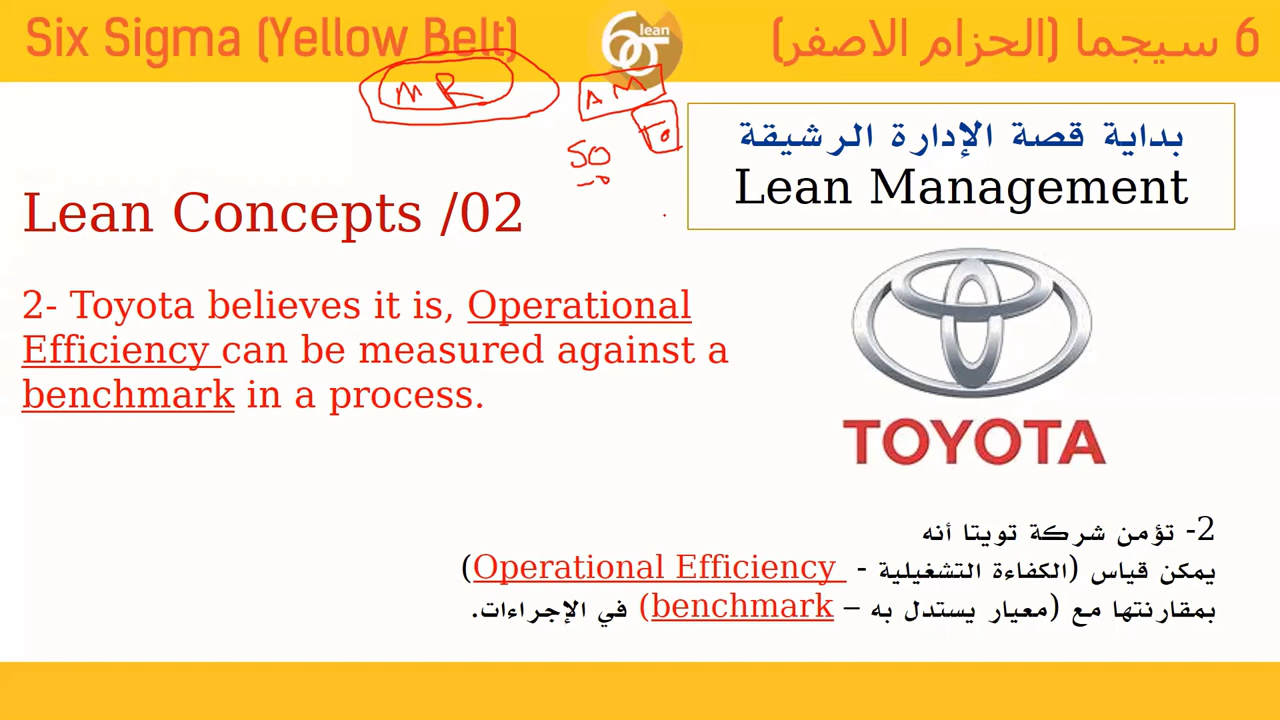 Six Sigma (Yellow Belt)
lean
6σ
6 سيجما (الحزام الاصفر)
MR
AM
50
بداية قصة الإدارة الرشيقة
Lean Management
Lean Concepts /02
2- Toyota believes it is, Operational
Efficiency can be measured against a
benchmark in a process.
TOYOTA
2- تؤمن شركة تويتا أنه
يمكن قياس (الكفاءة التشغيلية - Operational Efficiency)
بمقارنتها مع (معيار يستدل به – benchmark) في الإجراءات.